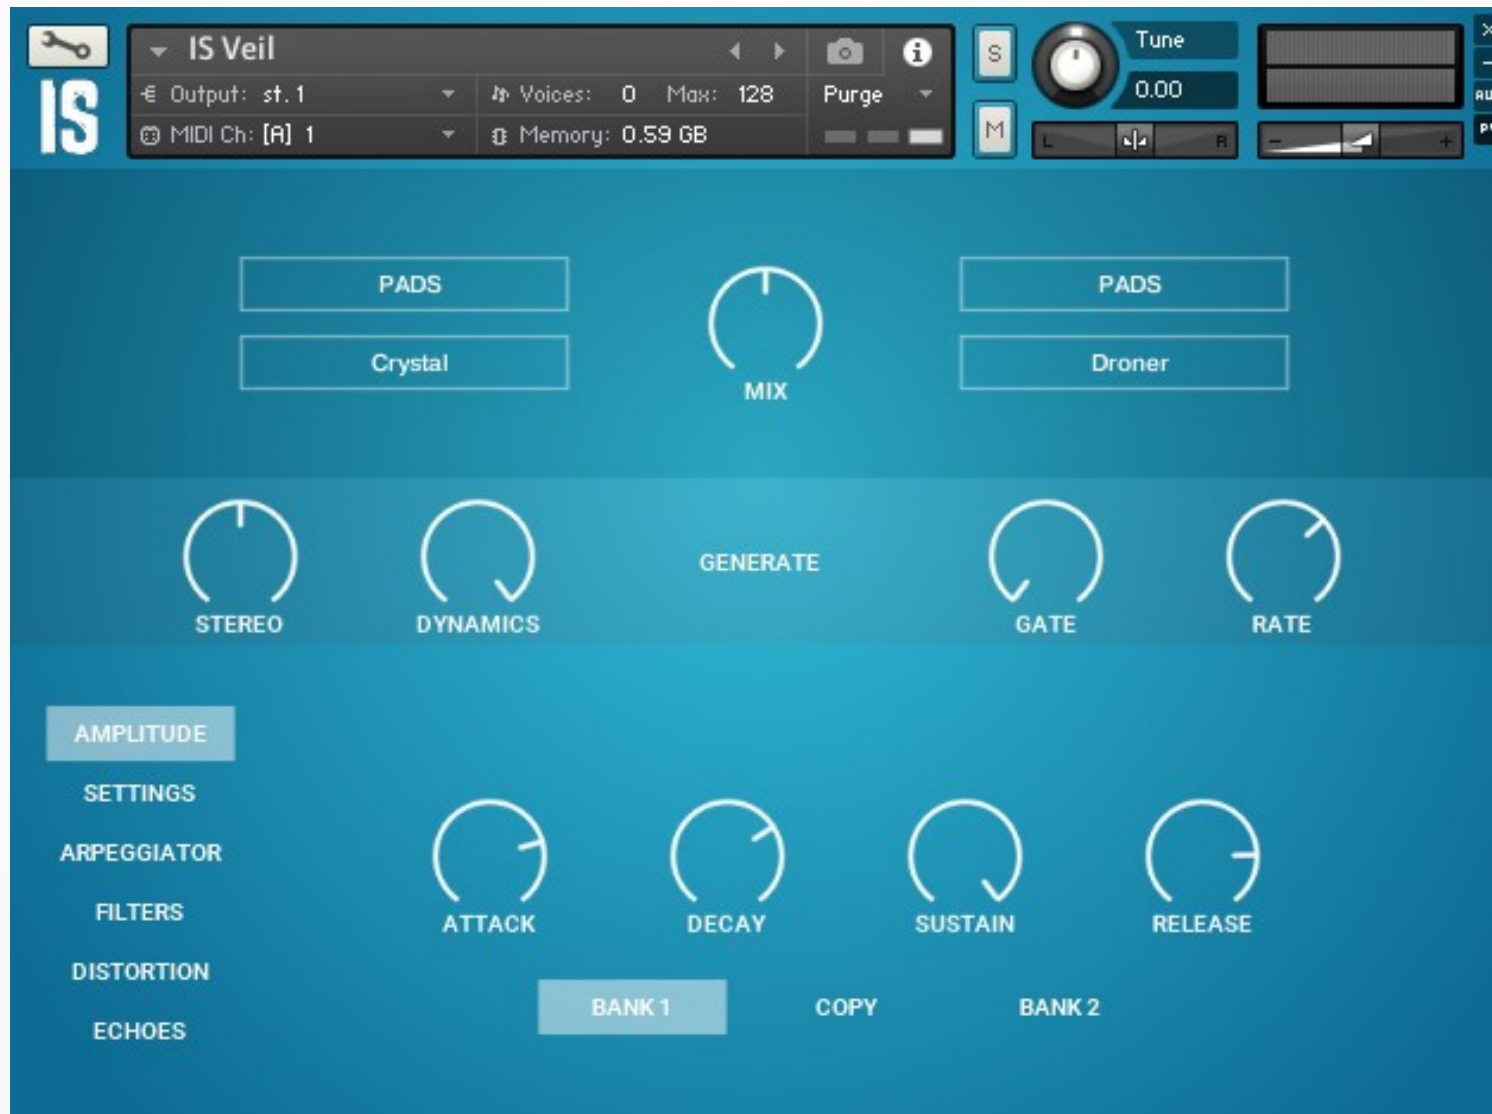 IS Veil
S
Tune
IS
Output: st. 1
Voices: 0 Max: 128
Purge
0.00
MIDI Ch: [A] 1
Memory: 0.59 GB
M
L
R
-
+
PADS
PADS
Crystal
Droner
MIX
GENERATE
STEREO
DYNAMICS
GATE
RATE
AMPLITUDE
SETTINGS
ARPEGGIATOR
FILTERS
DISTORTION
ECHOES
ATTACK
DECAY
SUSTAIN
RELEASE
BANK 1
COPY
BANK 2